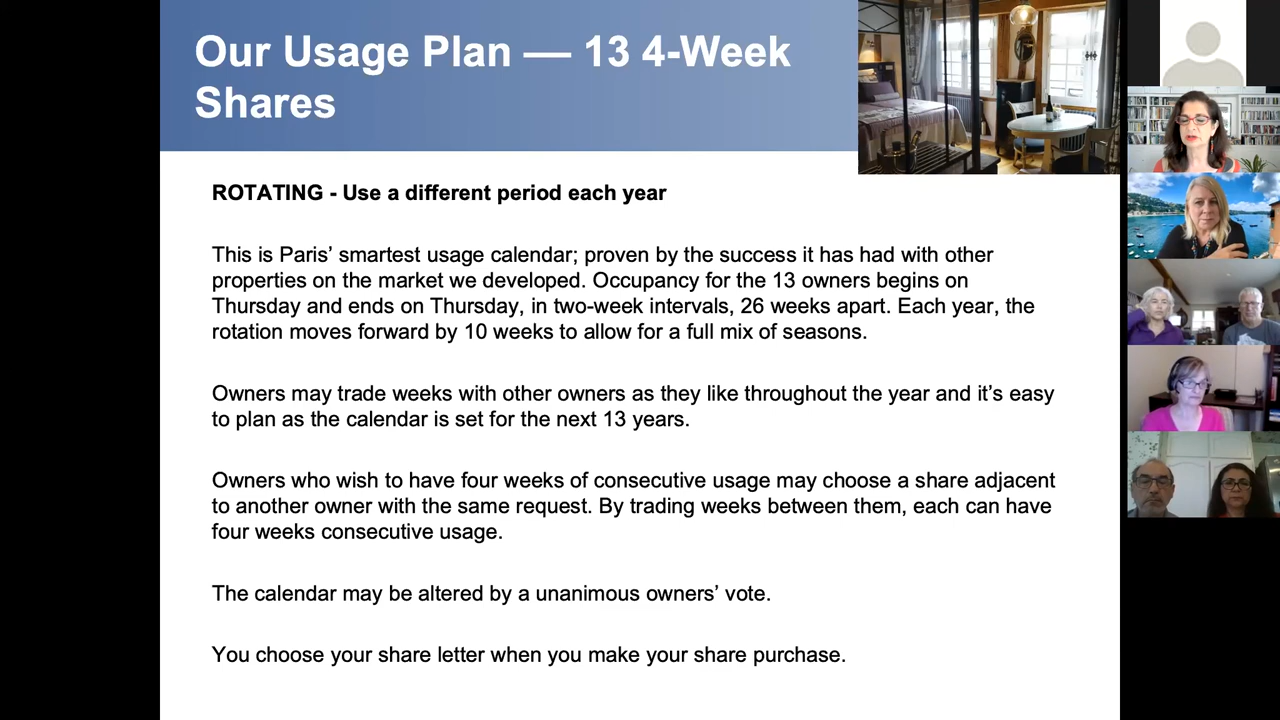 Our Usage Plan — 13 4-Week
Shares
ROTATING - Use a different period each year
This is Paris’ smartest usage calendar; proven by the success it has had with other
properties on the market we developed. Occupancy for the 13 owners begins on
Thursday and ends on Thursday, in two-week intervals, 26 weeks apart. Each year, the
rotation moves forward by 10 weeks to allow for a full mix of seasons.
Owners may trade weeks with other owners as they like throughout the year and it’s easy
to plan as the calendar is set for the next 13 years.
Owners who wish to have four weeks of consecutive usage may choose a share adjacent
to another owner with the same request. By trading weeks between them, each can have
four weeks consecutive usage.
The calendar may be altered by a unanimous owners’ vote.
You choose your share letter when you make your share purchase.